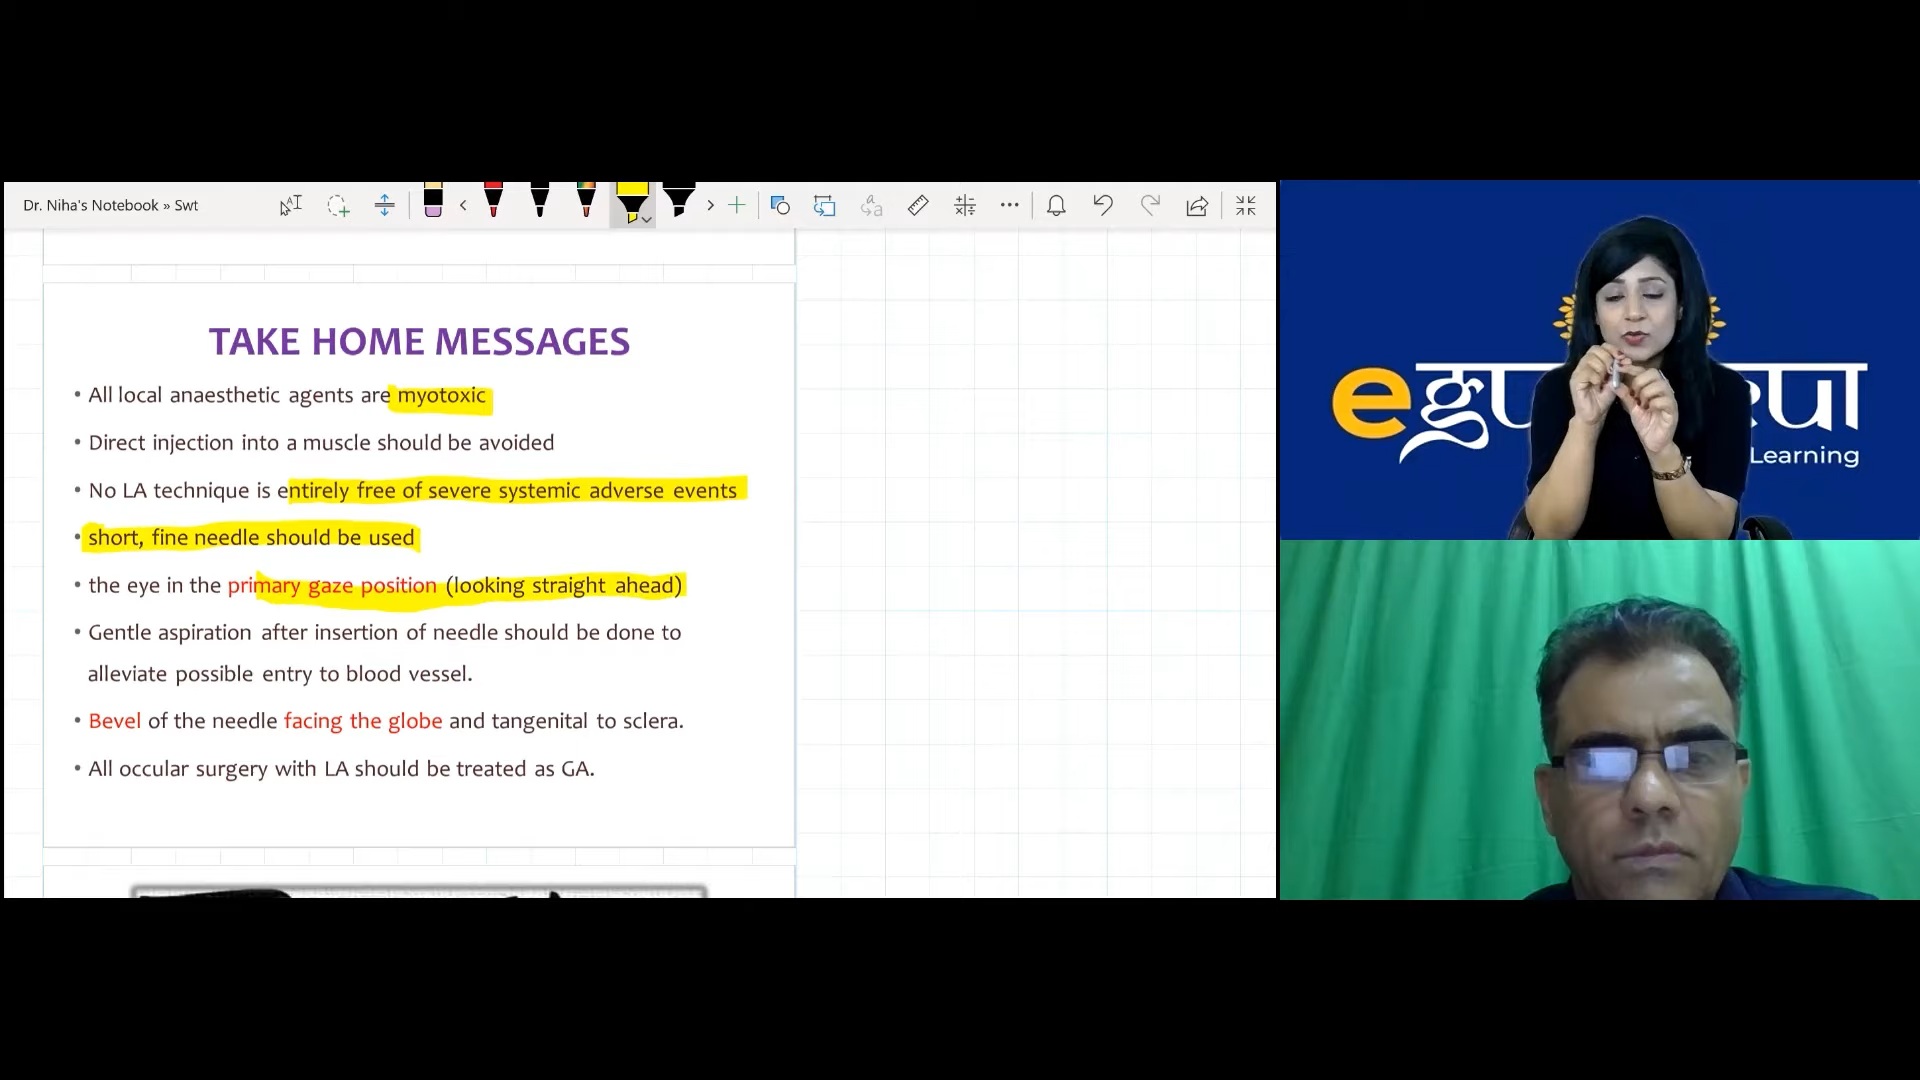 Dr. Niha's Notebook » Swt
TAKE HOME MESSAGES
• All local anaesthetic agents are myotoxic
• Direct injection into a muscle should be avoided
• No LA technique is entirely free of severe systemic adverse events
• short, fine needle should be used
• the eye in the primary gaze position (looking straight ahead)
• Gentle aspiration after insertion of needle should be done to
alleviate possible entry to blood vessel.
• Bevel of the needle facing the globe and tangenital to sclera.
• All occular surgery with LA should be treated as GA.
Learning